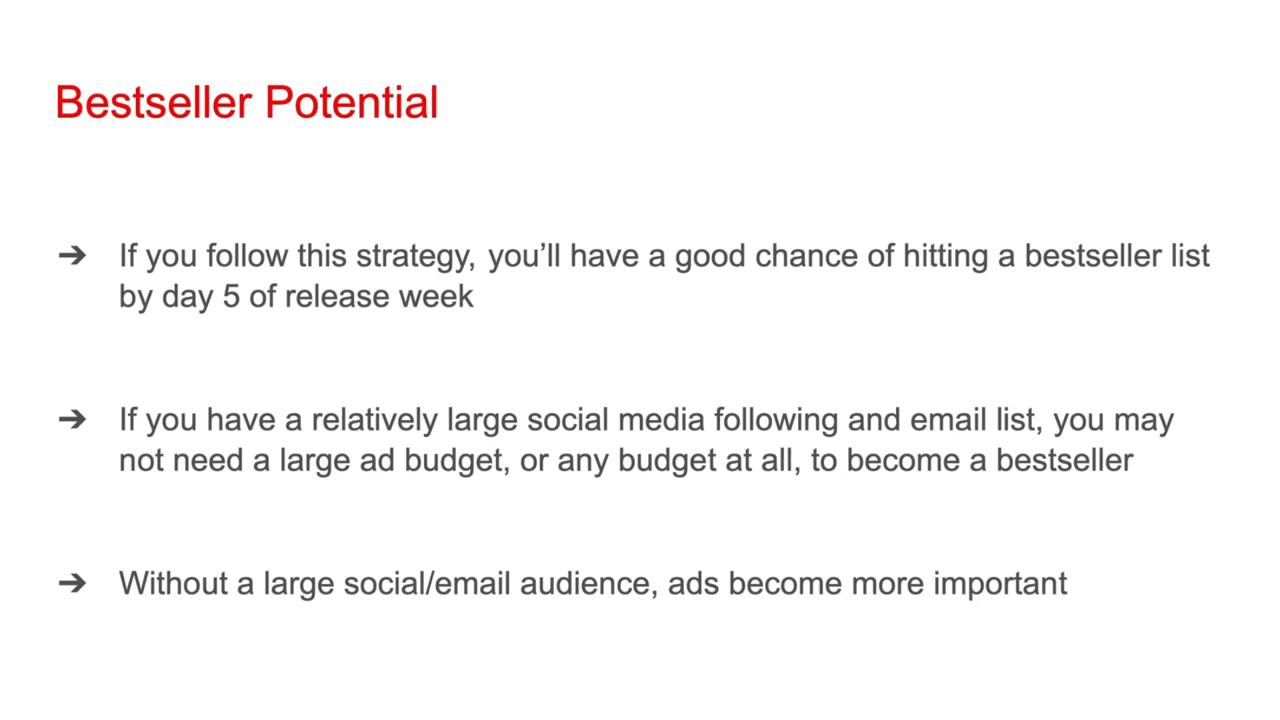 Bestseller Potential
➔ If you follow this strategy, you’ll have a good chance of hitting a bestseller list
by day 5 of release week
➔ If you have a relatively large social media following and email list, you may
not need a large ad budget, or any budget at all, to become a bestseller
➔ Without a large social/email audience, ads become more important